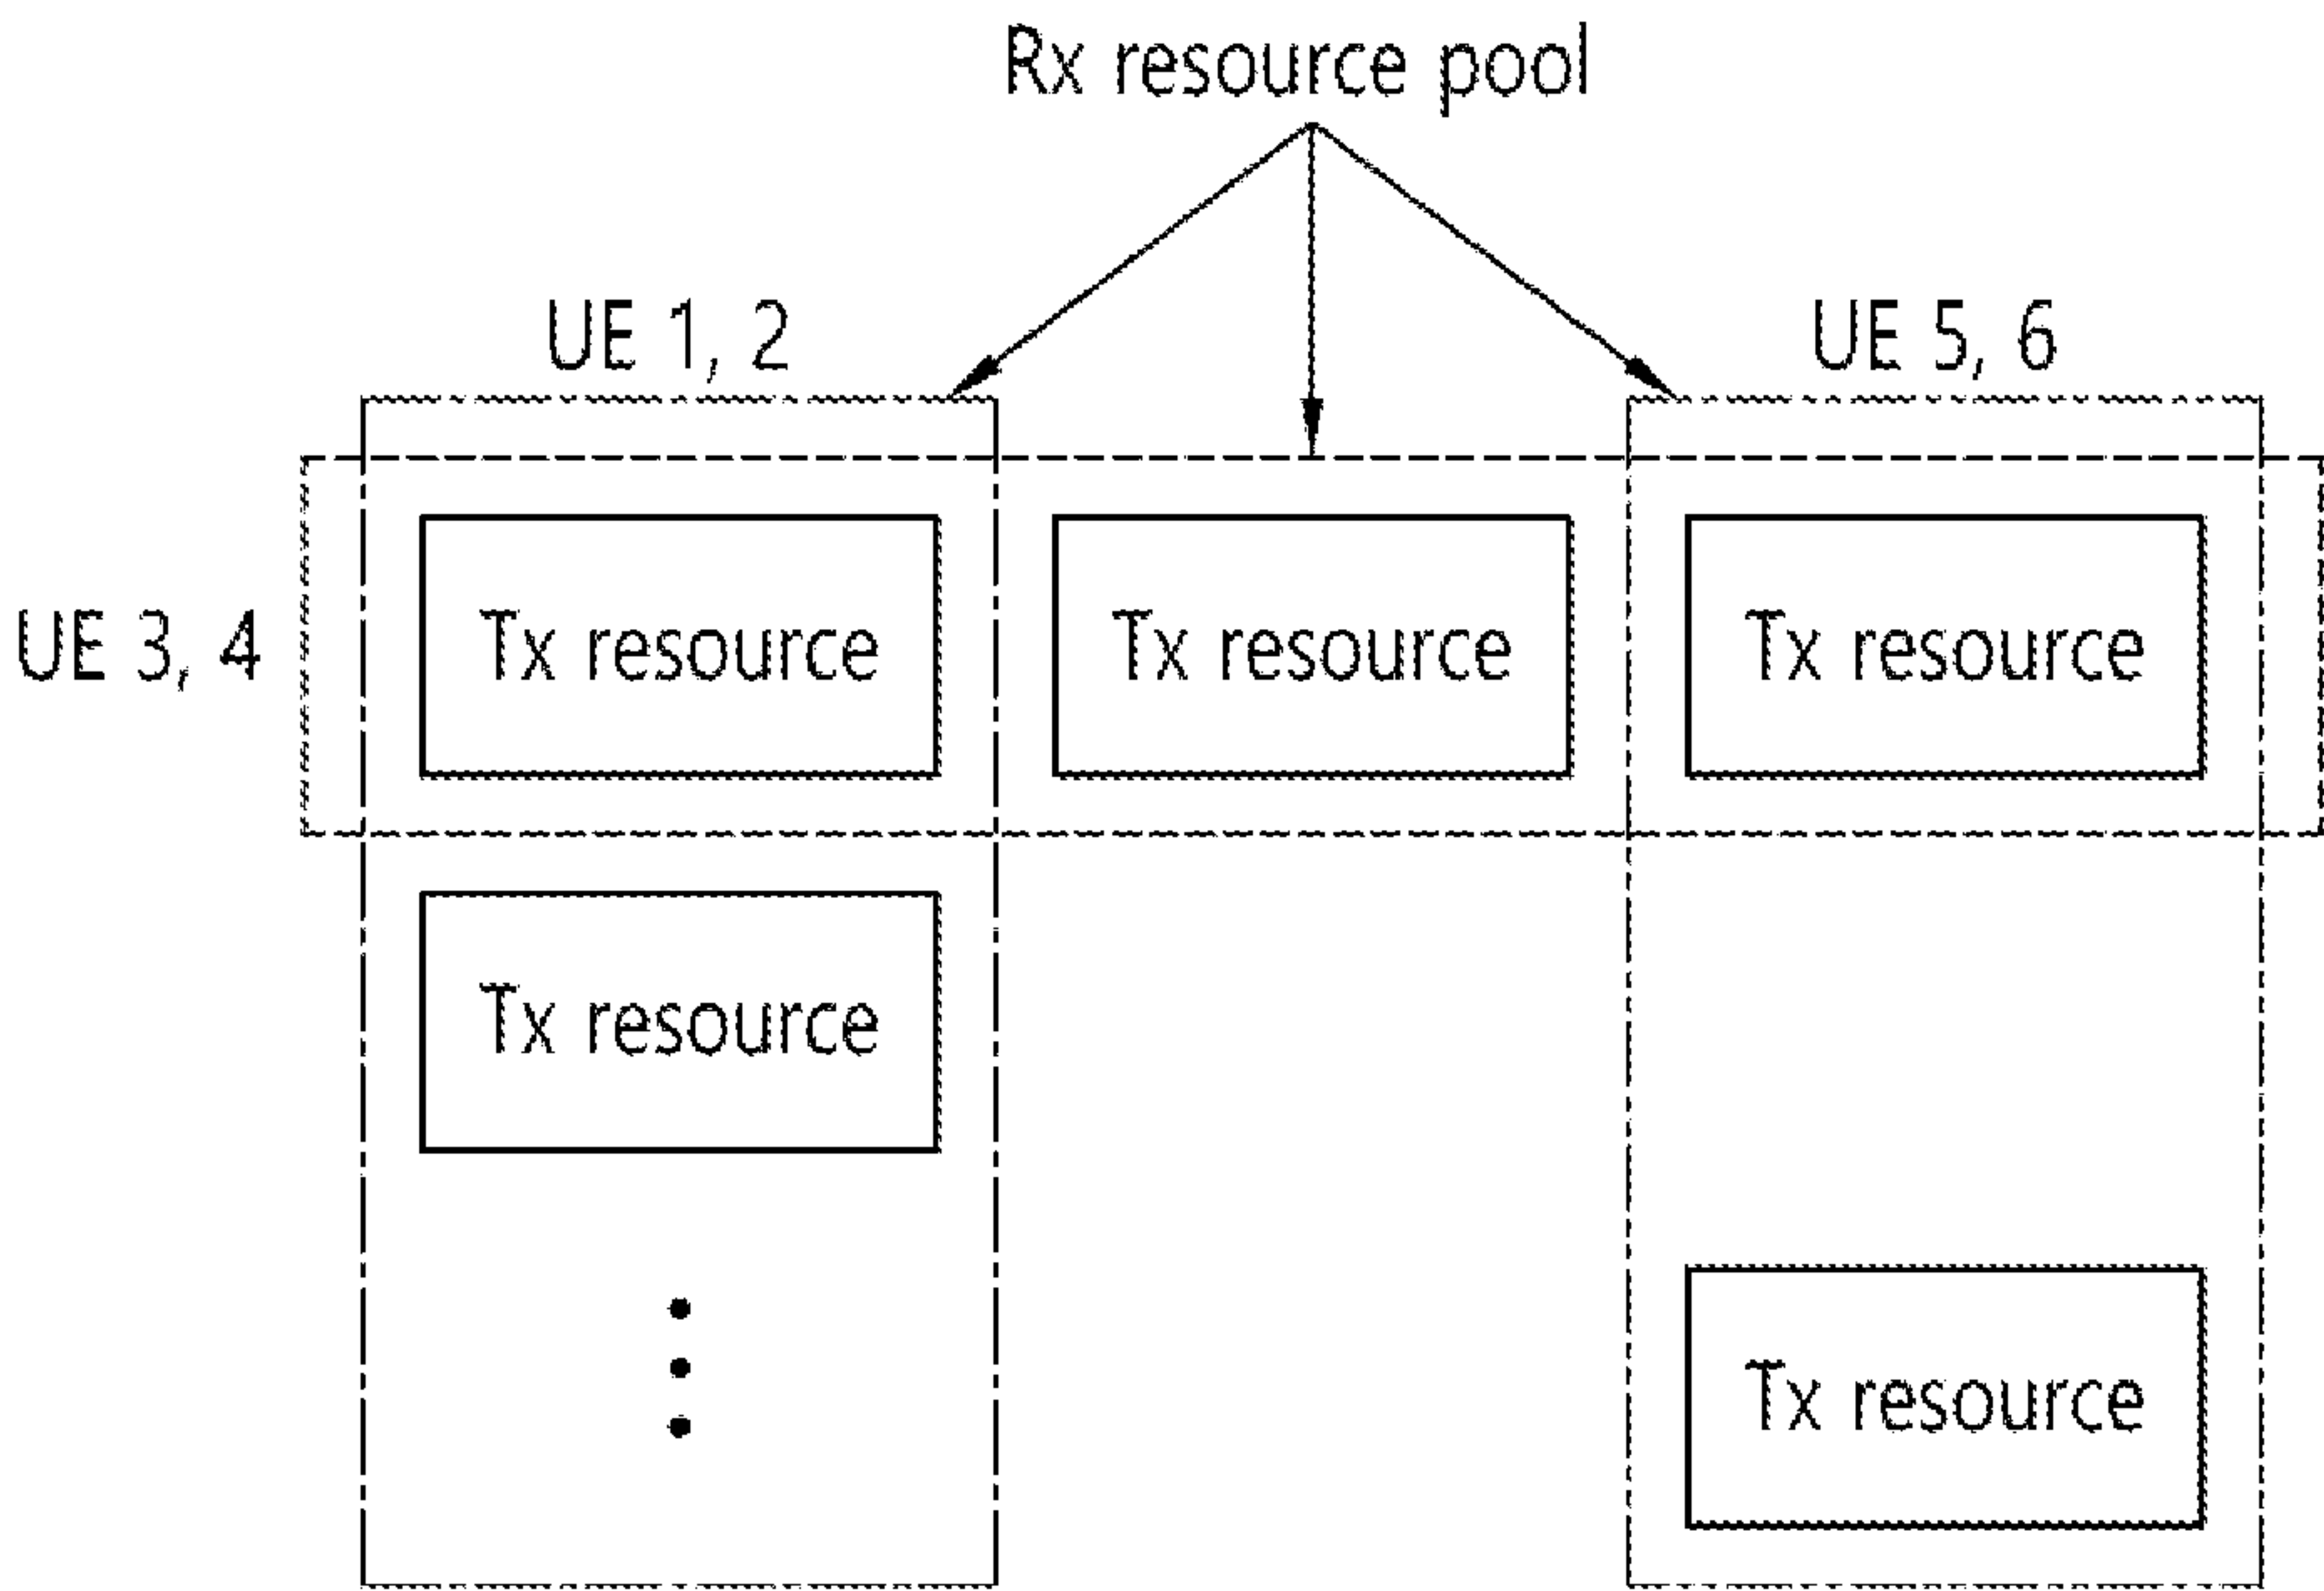 Rx resource pool
UE 1, 2
UE 5, 6
UE 3, 4
Tx resource
Tx resource
Tx resource
Tx resource
Tx resource